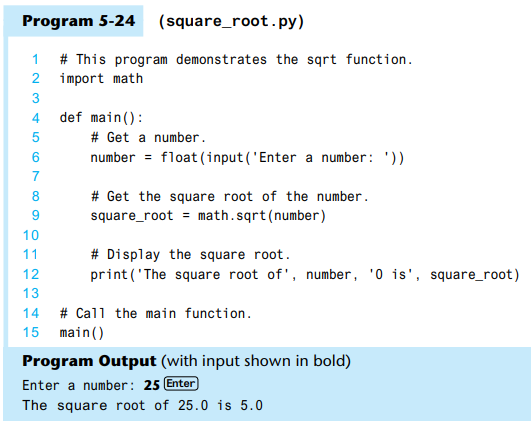 Program 5-24 (square_root.py)
1 # This program demonstrates the sqrt function.
2 import math
3
4 def main():
5     # Get a number.
6     number = float(input('Enter a number: '))
7
8     # Get the square root of the number.
9     square_root = math.sqrt(number)
10
11     # Display the square root.
12     print('The square root of', number, '0 is', square_root)
13
14 # Call the main function.
15 main()
Program Output (with input shown in bold)
Enter a number: 25 Enter
The square root of 25.0 is 5.0